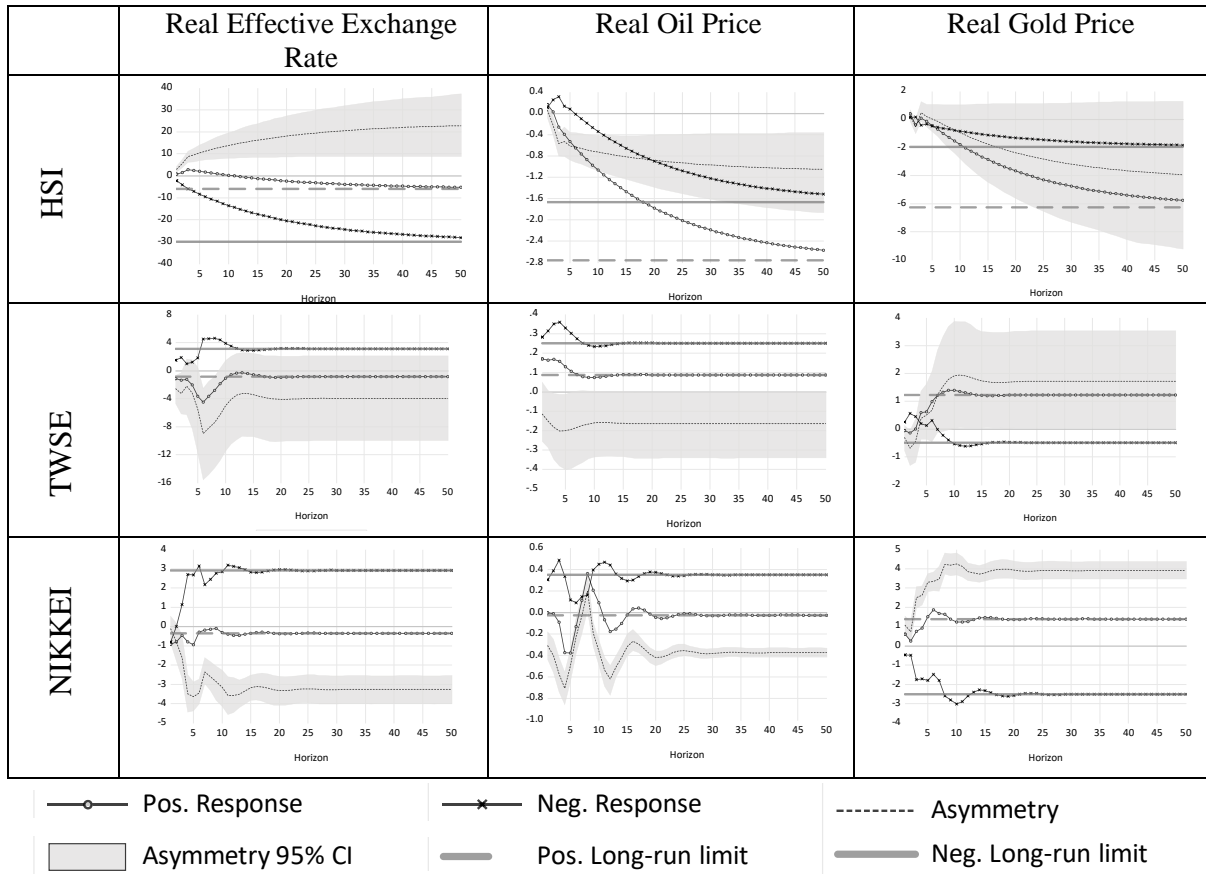 Real Effective Exchange
Rate
Real Oil Price
Real Gold Price
HSI
40
30
20
10
0
-10
-20
-30
-40
5 10 15 20 25 30 35 40 45 50
Horizon
0.4
0.0
-0.4
-0.8
-1.2
-1.6
-2.0
-2.4
-2.8
5 10 15 20 25 30 35 40 45 50
Horizon
2
0
-2
-4
-6
-8
-10
5 10 15 20 25 30 35 40 45 50
Horizon
TWSE
8
4
0
-4
-8
-12
-16
5 10 15 20 25 30 35 40 45 50
Horizon
.4
.3
.2
.1
.0
-.1
-.2
-.3
-.4
-.5
5 10 15 20 25 30 35 40 45 50
Horizon
4
3
2
1
0
-1
-2
5 10 15 20 25 30 35 40 45 50
Horizon
NIKKEI
4
3
2
1
0
-1
-2
-3
-4
-5
5 10 15 20 25 30 35 40 45 50
Horizon
0.6
0.4
0.2
0.0
-0.2
-0.4
-0.6
-0.8
-1.0
5 10 15 20 25 30 35 40 45 50
Horizon
5
4
3
2
1
0
-1
-2
-3
-4
5 10 15 20 25 30 35 40 45 50
Horizon
Pos. Response
Neg. Response
Asymmetry
Asymmetry 95% CI
Pos. Long-run limit
Neg. Long-run limit